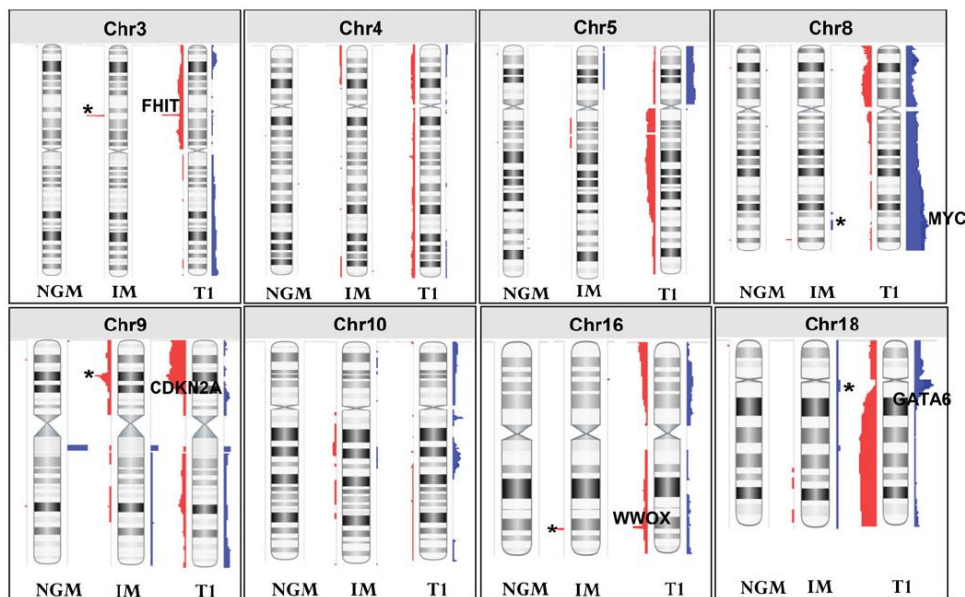 Chr3
Chr4
Chr5
Chr8
* FHIT
* MYC
NGM IM T1
NGM IM T1
NGM IM T1
NGM IM T1
Chr9
Chr10
Chr16
Chr18
* CDKN2A
* GATA6
* WWOX
NGM IM T1
NGM IM T1
NGM IM T1
NGM IM T1